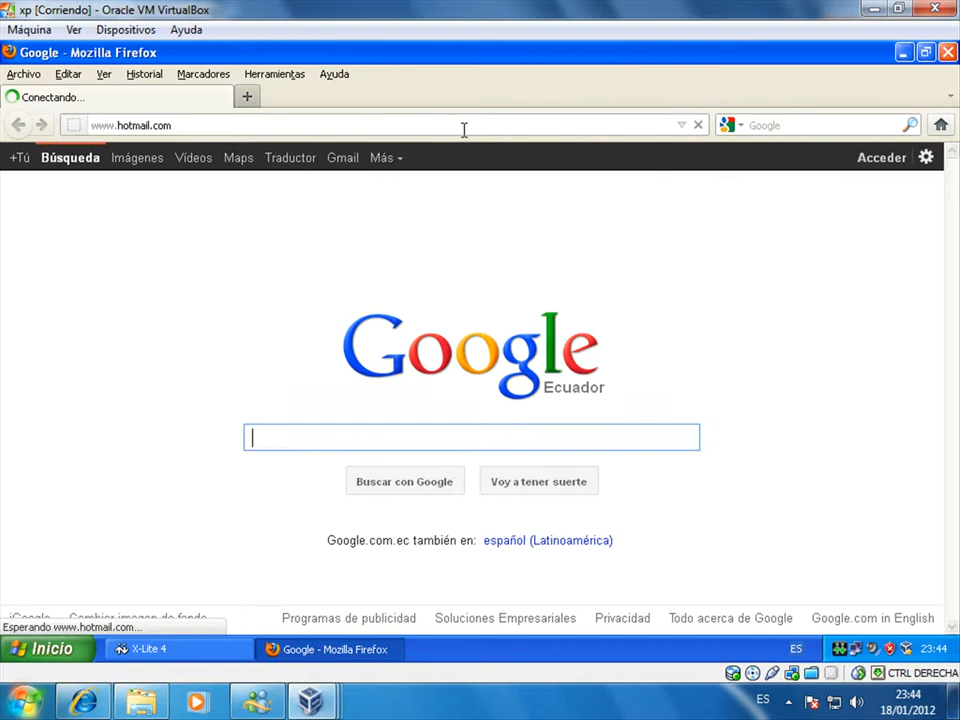 xp [Corriendo] - Oracle VM VirtualBox
Máquina Ver Dispositivos Ayuda
Google - Mozilla Firefox
Archivo Editar Ver Historial Marcadores Herramientas Ayuda
Conectando...
www.hotmail.com
Google
+Tú Búsqueda Imágenes Vídeos Maps Traductor Gmail Más Acceder
Google
Ecuador
Buscar con Google Voy a tener suerte
Google.com.ec también en: español (Latinoamérica)
iGoogle Cambiar imagen de fondo Programas de publicidad Soluciones Empresariales Privacidad Todo acerca de Google Google.com in English
Esperando www.hotmail.com...
Inicio X-Lite 4 Google - Mozilla Firefox ES 23:44
CTRL DERECHA
ES 23:44
18/01/2012